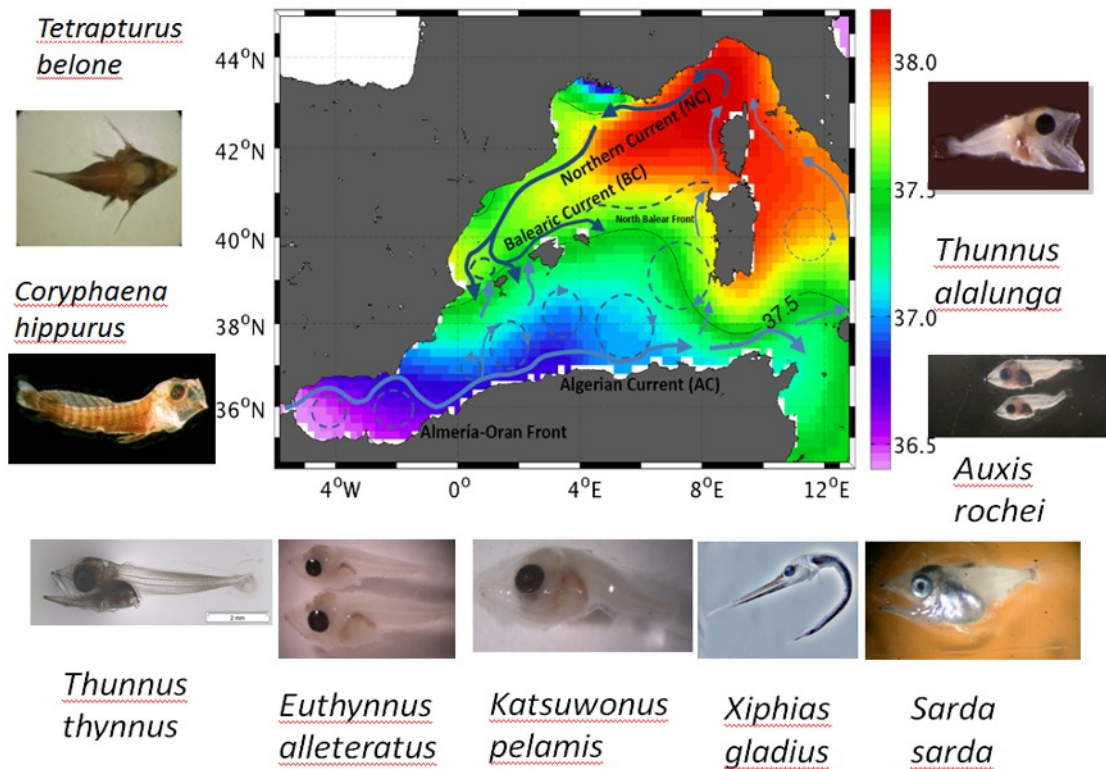 Tetrapturus
belone
Coryphaena
hippurus
44°N
42°N
40°N
38°N
36°N
4°W
0°
4°E
8°E
12°E
Northern Current (NC)
Balearic Current (BC)
North Balear Front
37.5
Algerian Current (AC)
Almería-Oran Front
38.0
37.5
37.0
36.5
Thunnus
alalunga
Auxis
rochei
2 mm
Thunnus
thynnus
Euthynnus
alleteratus
Katsuwonus
pelamis
Xiphias
gladius
Sarda
sarda